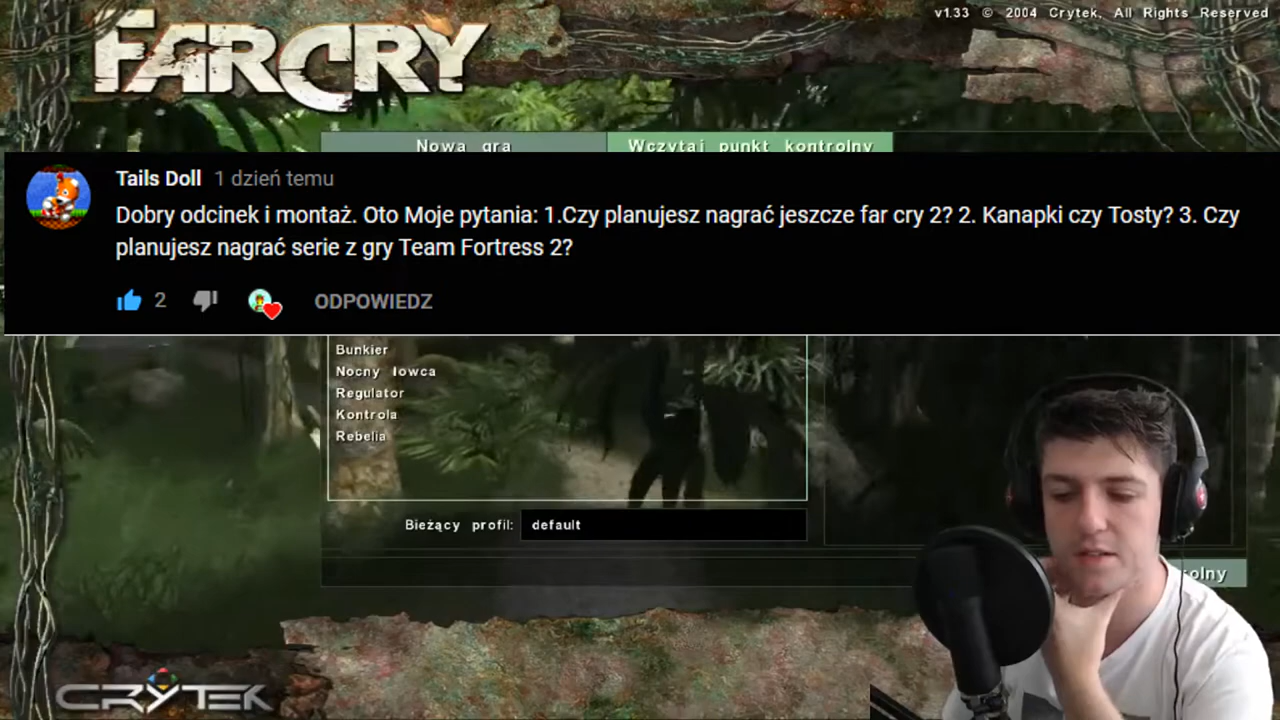 FARCRY
v1.33 © 2004 Crytek, All Rights Reserved
Nowa gra
Wczytaj punkt kontrolny
Tails Doll 1 dzień temu
Dobry odcinek i montaż. Oto Moje pytania: 1.Czy planujesz nagrać jeszcze far cry 2? 2. Kanapki czy Tosty? 3. Czy
planujesz nagrać serie z gry Team Fortress 2?
2 ODPOWIEDZ
Bunkier
Nocny łowca
Regulator
Kontrola
Rebelia
Bieżący profil: default
olny
CRYTEK